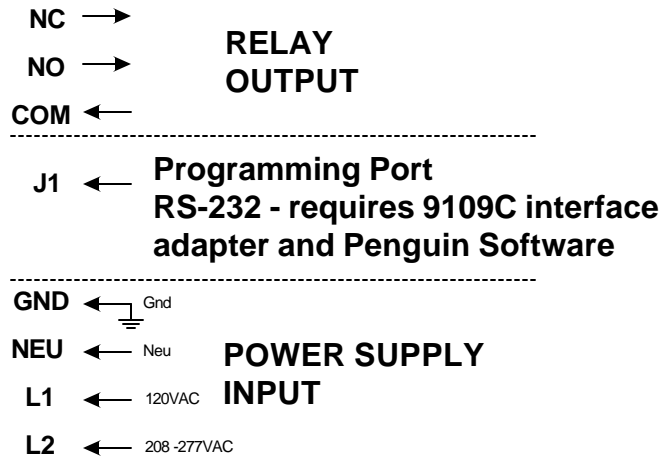 NC
RELAY
NO
OUTPUT
COM
Programming Port
J1
RS-232 - requires 9109C interface
adapter and Penguin Software
GND Gnd
NEU Neu
POWER SUPPLY
L1 120VAC
INPUT
L2 208 -277VAC